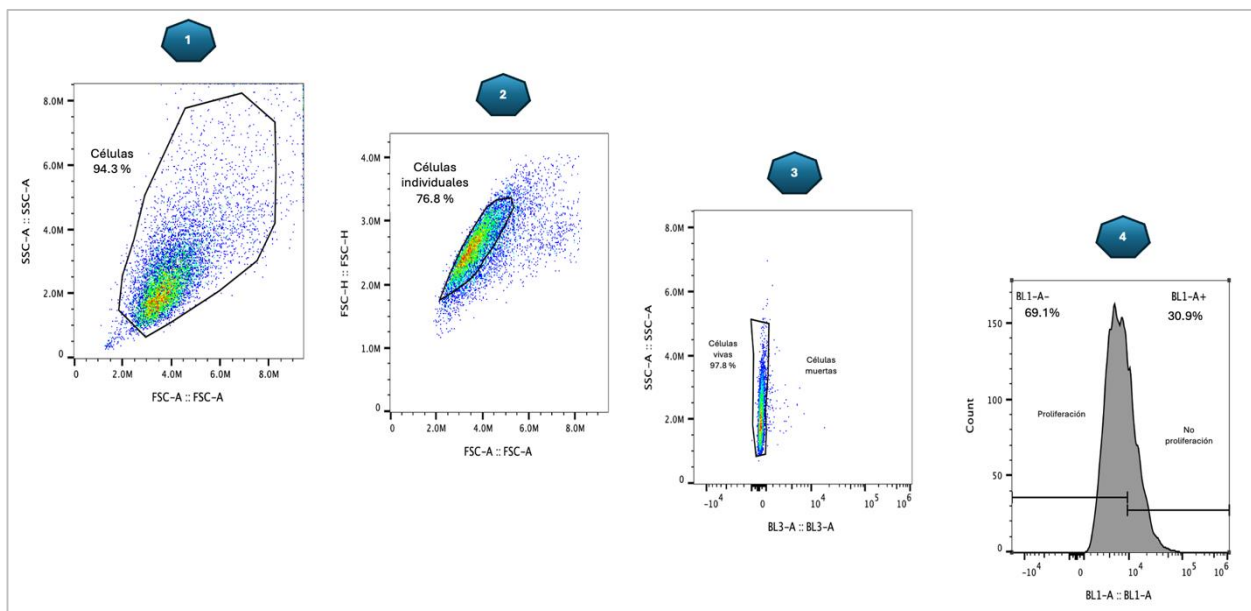 1
8.0M
6.0M
4.0M
2.0M
0
Células
94.3 %
SSC-A :: SSC-A
2.0M
4.0M
6.0M
8.0M
FSC-A :: FSC-A
2
4.0M
3.0M
2.0M
1.0M
0
Células
individuales
76.8 %
FSC-H :: FSC-H
0
2.0M
4.0M
6.0M
8.0M
FSC-A :: FSC-A
3
8.0M
6.0M
4.0M
2.0M
0
Células
vivas
97.8 %
Células
muertas
SSC-A :: SSC-A
-10^4
0
10^4
10^5
10^6
BL3-A :: BL3-A
4
BL1-A-
69.1%
BL1-A+
30.9%
150
100
50
0
Count
Proliferación
No
proliferación
-10^4
0
10^4
10^5
10^6
BL1-A :: BL1-A